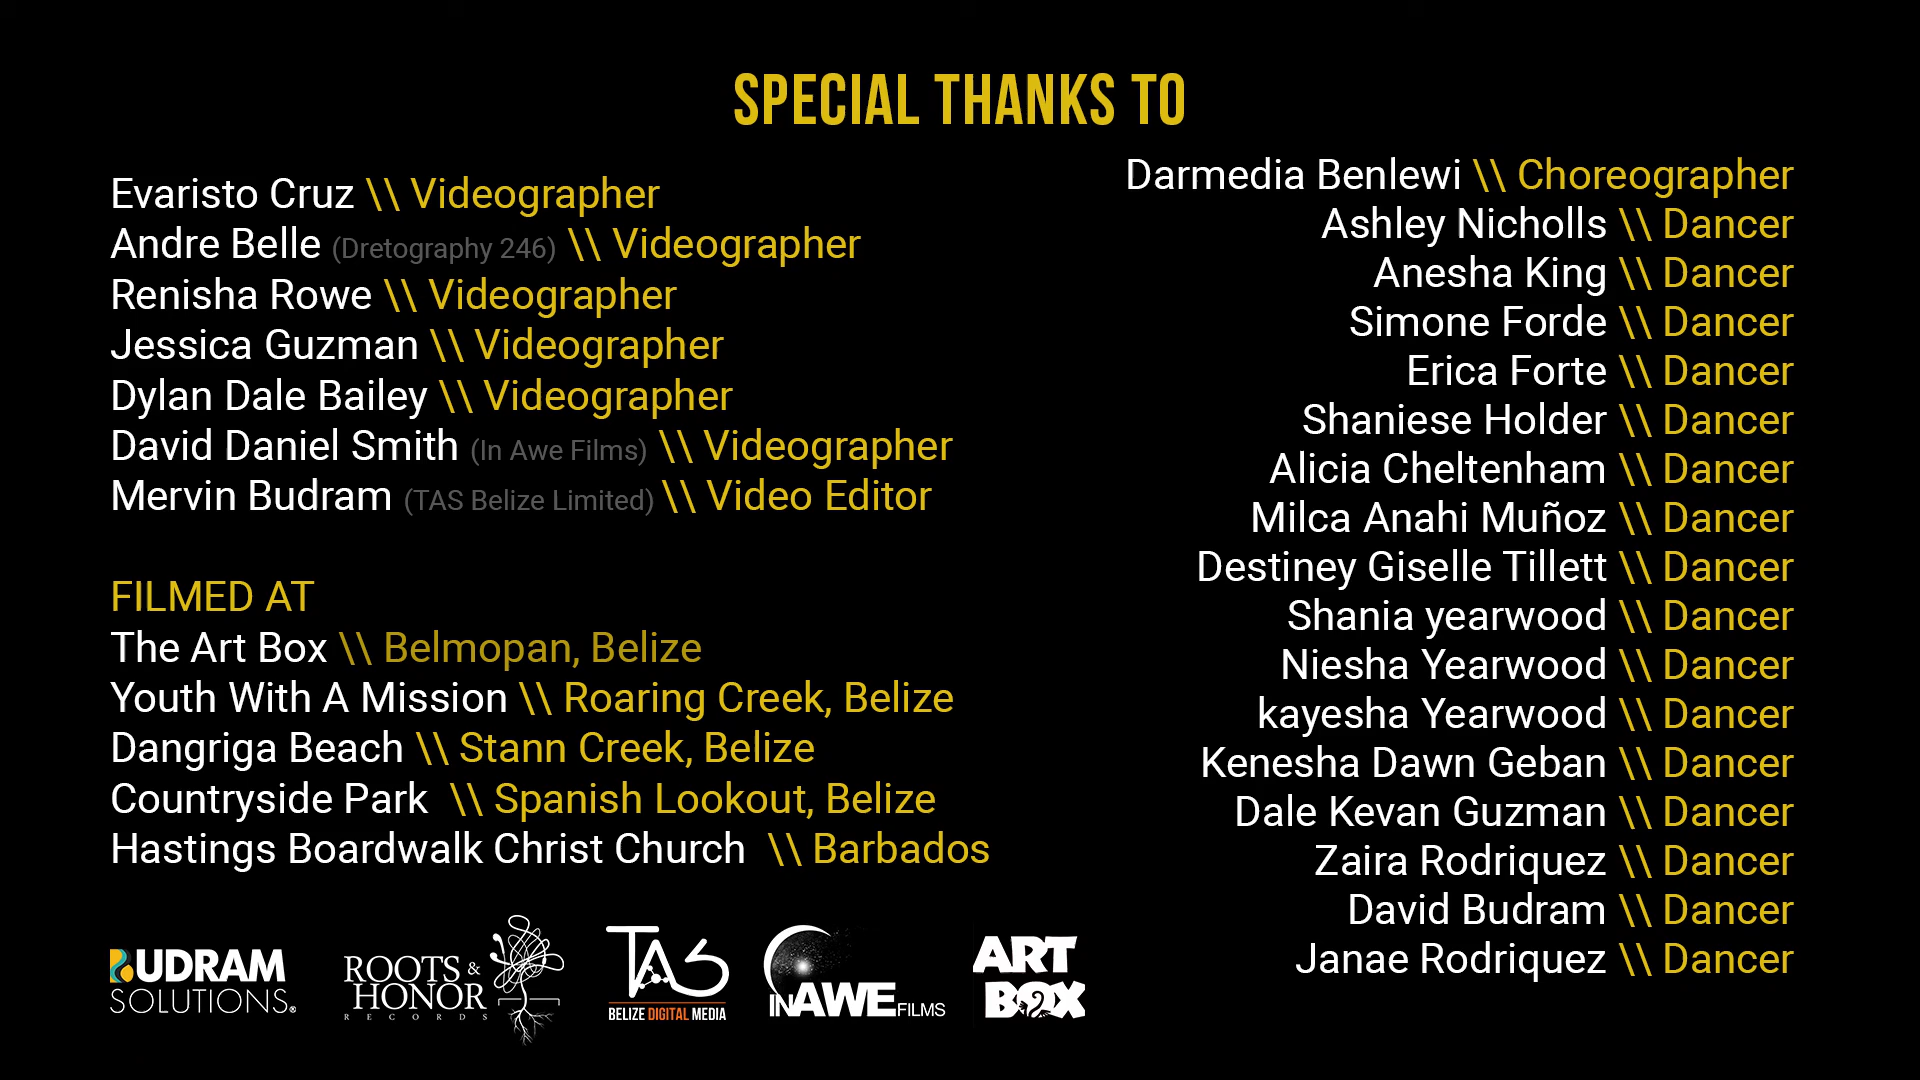 SPECIAL THANKS TO
Evaristo Cruz \\ Videographer
Andre Belle (Dretography 246) \\ Videographer
Renisha Rowe \\ Videographer
Jessica Guzman \\ Videographer
Dylan Dale Bailey \\ Videographer
David Daniel Smith (In Awe Films) \\ Videographer
Mervin Budram (TAS Belize Limited) \\ Video Editor
FILMED AT
The Art Box \\ Belmopan, Belize
Youth With A Mission \\ Roaring Creek, Belize
Dangriga Beach \\ Stann Creek, Belize
Countryside Park \\ Spanish Lookout, Belize
Hastings Boardwalk Christ Church \\ Barbados
Darmedia Benlewi \\ Choreographer
Ashley Nicholls \\ Dancer
Anesha King \\ Dancer
Simone Forde \\ Dancer
Erica Forte \\ Dancer
Shaniese Holder \\ Dancer
Alicia Cheltenham \\ Dancer
Milca Anahi Muñoz \\ Dancer
Destiney Giselle Tillett \\ Dancer
Shania yearwood \\ Dancer
Niesha Yearwood \\ Dancer
kayesha Yearwood \\ Dancer
Kenesha Dawn Geban \\ Dancer
Dale Kevan Guzman \\ Dancer
Zaira Rodriquez \\ Dancer
David Budram \\ Dancer
Janae Rodriquez \\ Dancer
BUDRAM
SOLUTIONS®
ROOTS &
HONOR
RECORDS
TAS
BELIZE DIGITAL MEDIA
INAWEFILMS
ART
BOX